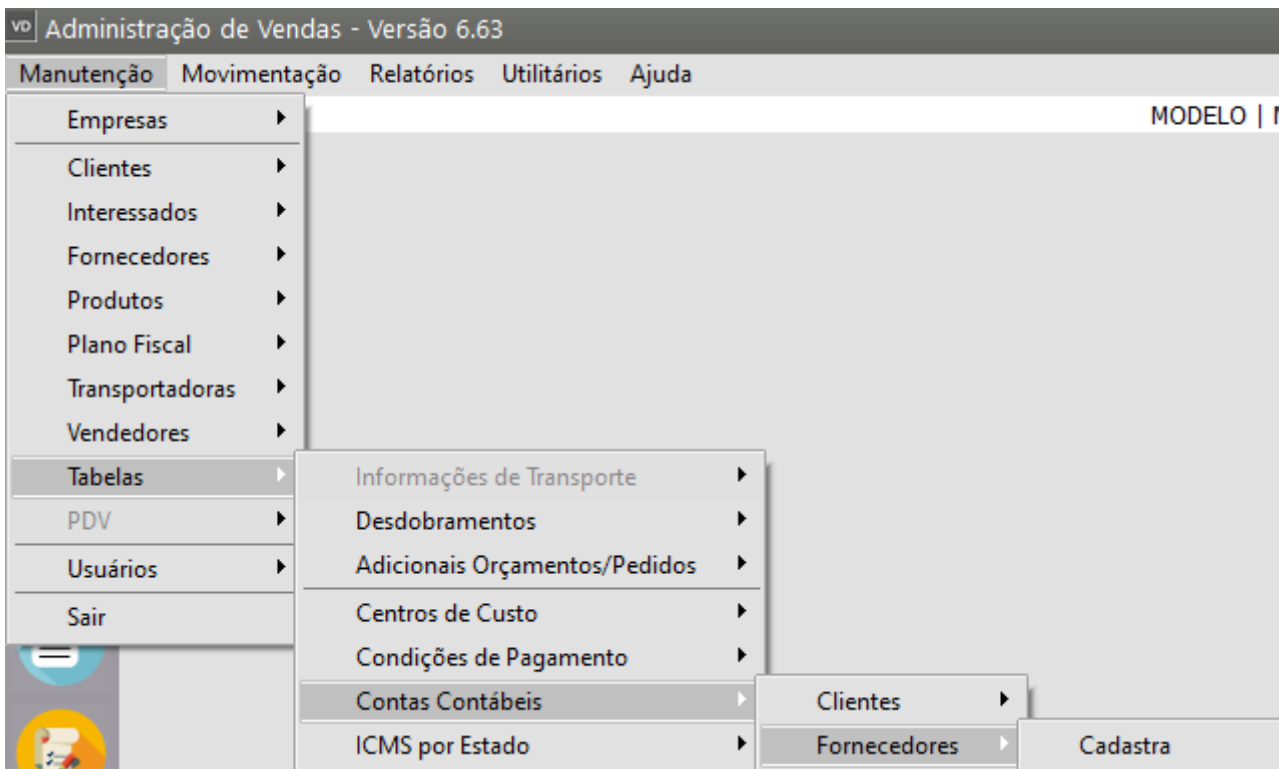 VD Administração de Vendas - Versão 6.63
Manutenção Movimentação Relatórios Utilitários Ajuda
MODELO |
Empresas
Clientes
Interessados
Fornecedores
Produtos
Plano Fiscal
Transportadoras
Vendedores
Tabelas
PDV
Usuários
Sair
Informações de Transporte
Desdobramentos
Adicionais Orçamentos/Pedidos
Centros de Custo
Condições de Pagamento
Contas Contábeis
ICMS por Estado
Clientes
Fornecedores
Cadastra